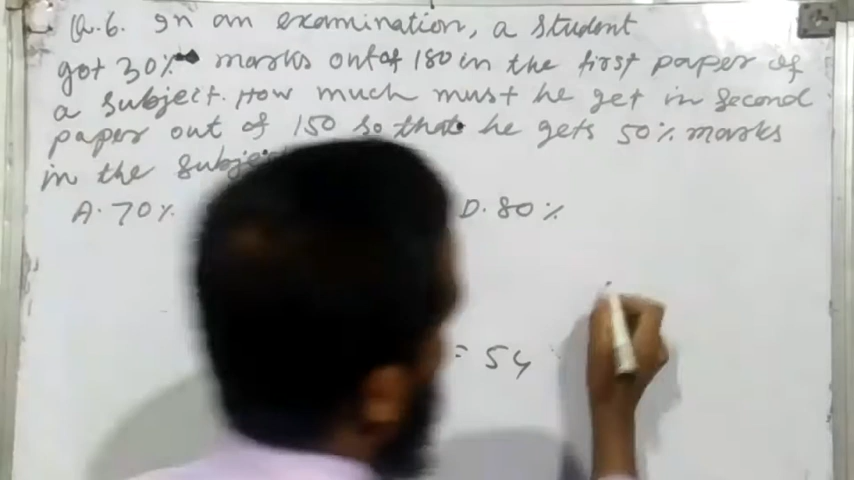 Q.6. In an examination, a student
got 30% marks out of 180 in the first paper of
a subject. How much must he get in second
paper out of 150 so that he gets 50% marks
in the subject
A. 70% D. 80%
= 54